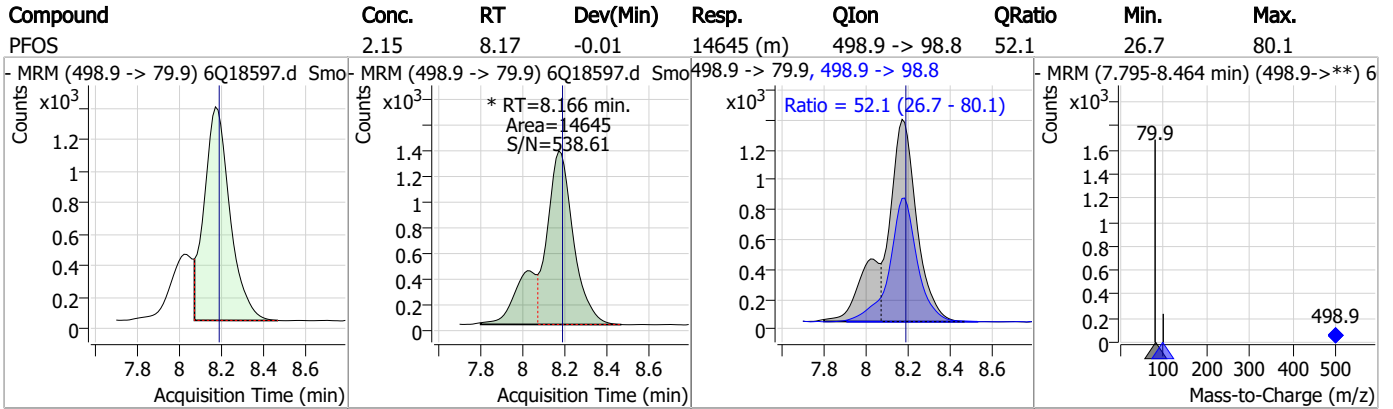 Compound Conc. RT Dev(Min) Resp. QIon QRatio Min. Max.
PFOS 2.15 8.17 -0.01 14645 (m) 498.9 -> 98.8 52.1 26.7 80.1
- MRM (498.9 -> 79.9) 6Q18597.d Smo
Counts
x10³
1.2
1
0.8
0.6
0.4
0.2
0
7.8 8 8.2 8.4 8.6
Acquisition Time (min)
- MRM (498.9 -> 79.9) 6Q18597.d Smo
Counts
x10³
* RT=8.166 min.
Area=14645
S/N=538.61
1.4
1.2
1
0.8
0.6
0.4
0.2
0
7.8 8 8.2 8.4 8.6
Acquisition Time (min)
498.9 -> 79.9, 498.9 -> 98.8
Counts
x10³
Ratio = 52.1 (26.7 - 80.1)
1.2
1
0.8
0.6
0.4
0.2
0
7.8 8 8.2 8.4 8.6
Acquisition Time (min)
- MRM (7.795-8.464 min) (498.9->**) 6
Counts
x10³
79.9
1.6
1.4
1.2
1
0.8
0.6
0.4
0.2
0
498.9
100 200 300 400 500
Mass-to-Charge (m/z)